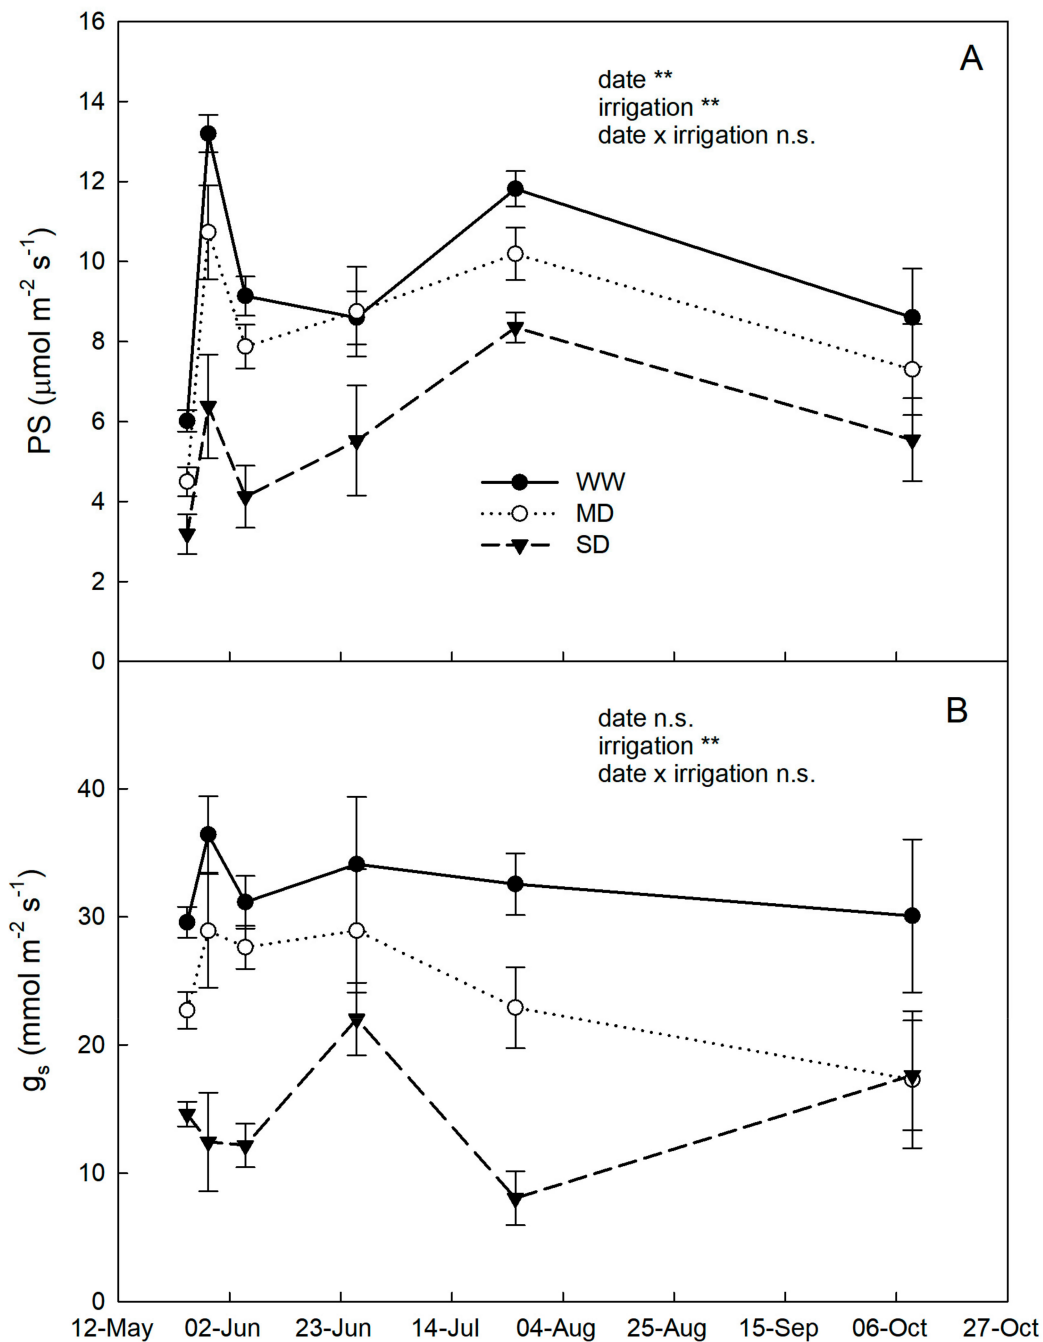 16
A
date **
irrigation **
date x irrigation n.s.
14
12
10
8
6
4
2
0
PS (μmol m⁻² s⁻¹)
WW
MD
SD
B
date n.s.
irrigation **
date x irrigation n.s.
40
30
20
10
0
gₛ (mmol m⁻² s⁻¹)
12-May 02-Jun 23-Jun 14-Jul 04-Aug 25-Aug 15-Sep 06-Oct 27-Oct